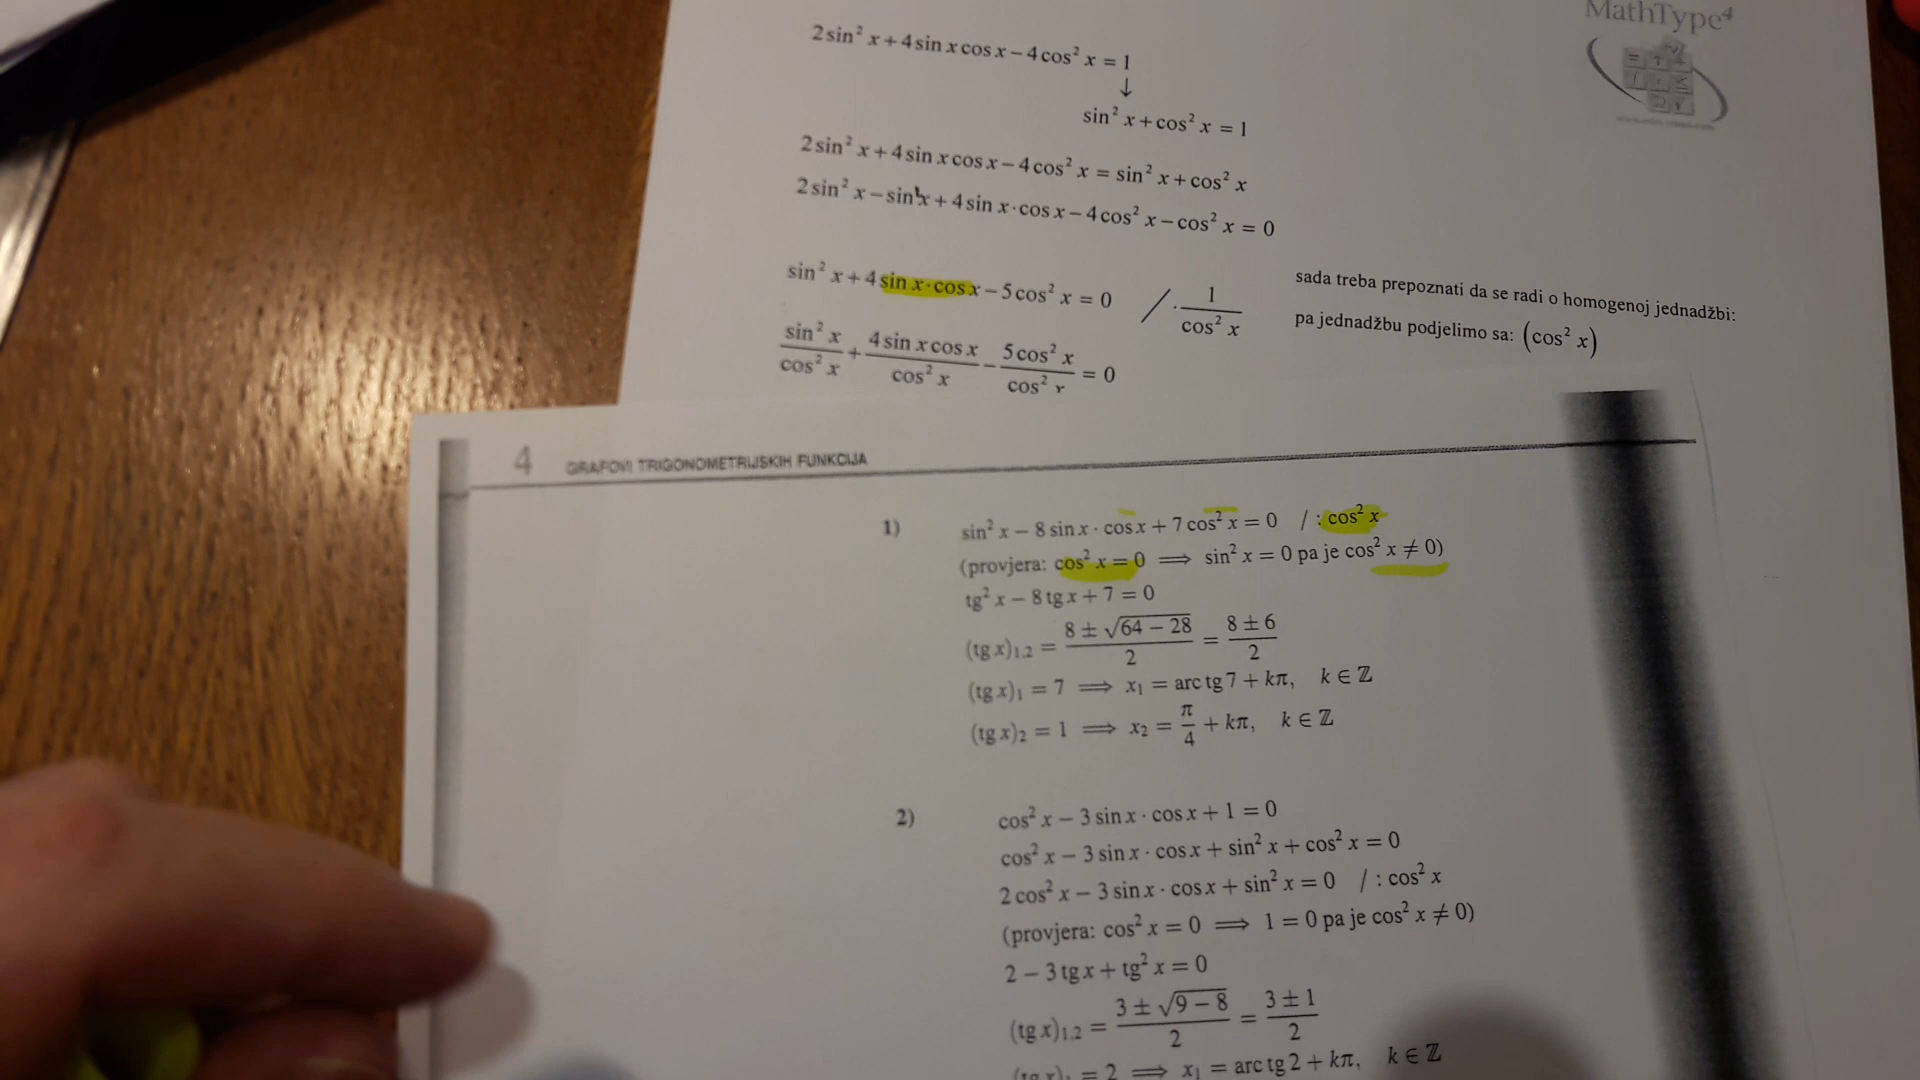 MathType⁴
2 sin² x + 4 sin x cos x − 4 cos² x = 1
↓
sin² x + cos² x = 1
2 sin² x + 4 sin x cos x − 4 cos² x = sin² x + cos² x
2 sin² x − sin² x + 4 sin x · cos x − 4 cos² x − cos² x = 0
sin² x + 4 sin x · cos x − 5 cos² x = 0 / · 1/cos² x
sada treba prepoznati da se radi o homogenoj jednadžbi:
pa jednadžbu podjelimo sa: (cos² x)
sin² x/cos² x + 4 sin x cos x/cos² x − 5 cos² x/cos² x = 0
4 GRAFOVI TRIGONOMETRIJSKIH FUNKCIJA
1) sin² x − 8 sin x · cos x + 7 cos² x = 0 / : cos² x
(provjera: cos² x = 0 ⟹ sin² x = 0 pa je cos² x ≠ 0)
tg² x − 8 tg x + 7 = 0
(tg x)₁.₂ = (8 ± √(64 − 28))/2 = (8 ± 6)/2
(tg x)₁ = 7 ⟹ x₁ = arc tg 7 + kπ, k ∈ ℤ
(tg x)₂ = 1 ⟹ x₂ = π/4 + kπ, k ∈ ℤ
2) cos² x − 3 sin x · cos x + 1 = 0
cos² x − 3 sin x · cos x + sin² x + cos² x = 0
2 cos² x − 3 sin x · cos x + sin² x = 0 / : cos² x
(provjera: cos² x = 0 ⟹ 1 = 0 pa je cos² x ≠ 0)
2 − 3 tg x + tg² x = 0
(tg x)₁.₂ = (3 ± √(9 − 8))/2 = (3 ± 1)/2
(tg x)₁ = 2 ⟹ x₁ = arc tg 2 + kπ, k ∈ ℤ